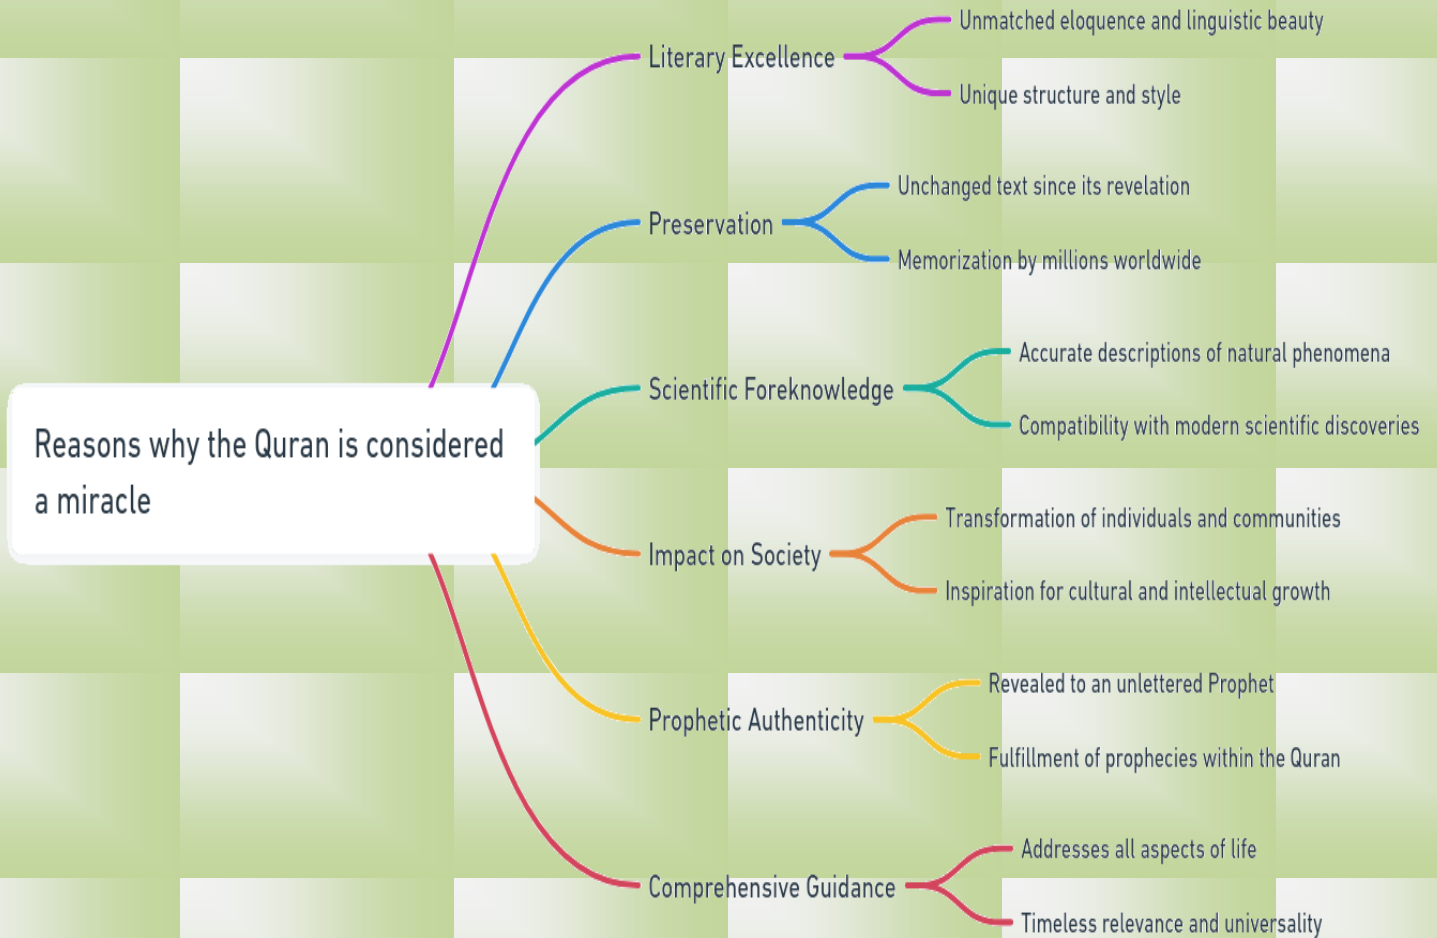 Reasons why the Quran is considered
a miracle
Literary Excellence
Unmatched eloquence and linguistic beauty
Unique structure and style
Preservation
Unchanged text since its revelation
Memorization by millions worldwide
Scientific Foreknowledge
Accurate descriptions of natural phenomena
Compatibility with modern scientific discoveries
Impact on Society
Transformation of individuals and communities
Inspiration for cultural and intellectual growth
Prophetic Authenticity
Revealed to an unlettered Prophet
Fulfillment of prophecies within the Quran
Comprehensive Guidance
Addresses all aspects of life
Timeless relevance and universality